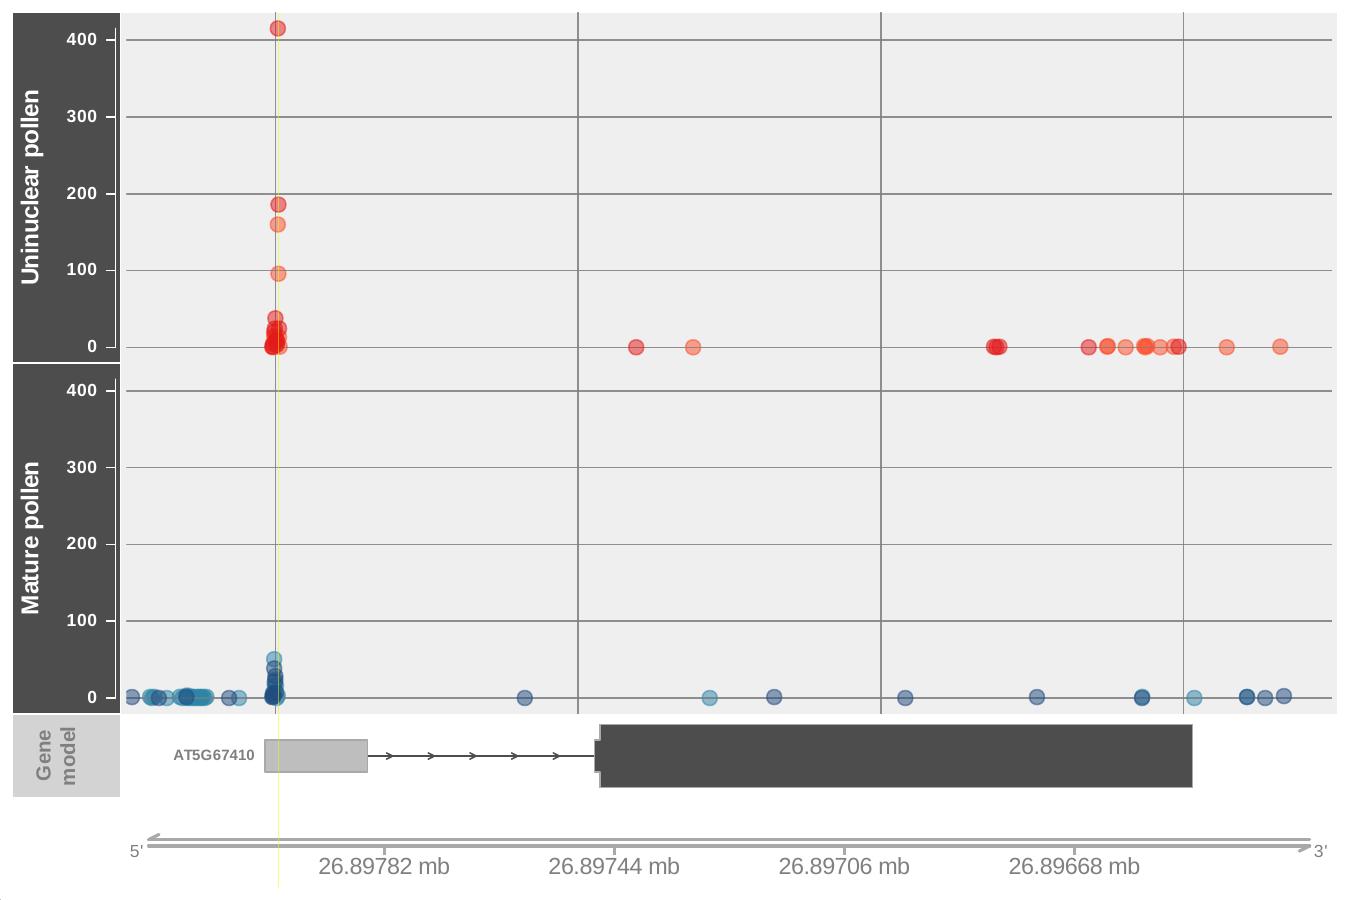 Uninuclear pollen
400
300
200
100
0
Mature pollen
400
300
200
100
0
Gene
model
AT5G67410
5'
3'
26.89782 mb
26.89744 mb
26.89706 mb
26.89668 mb